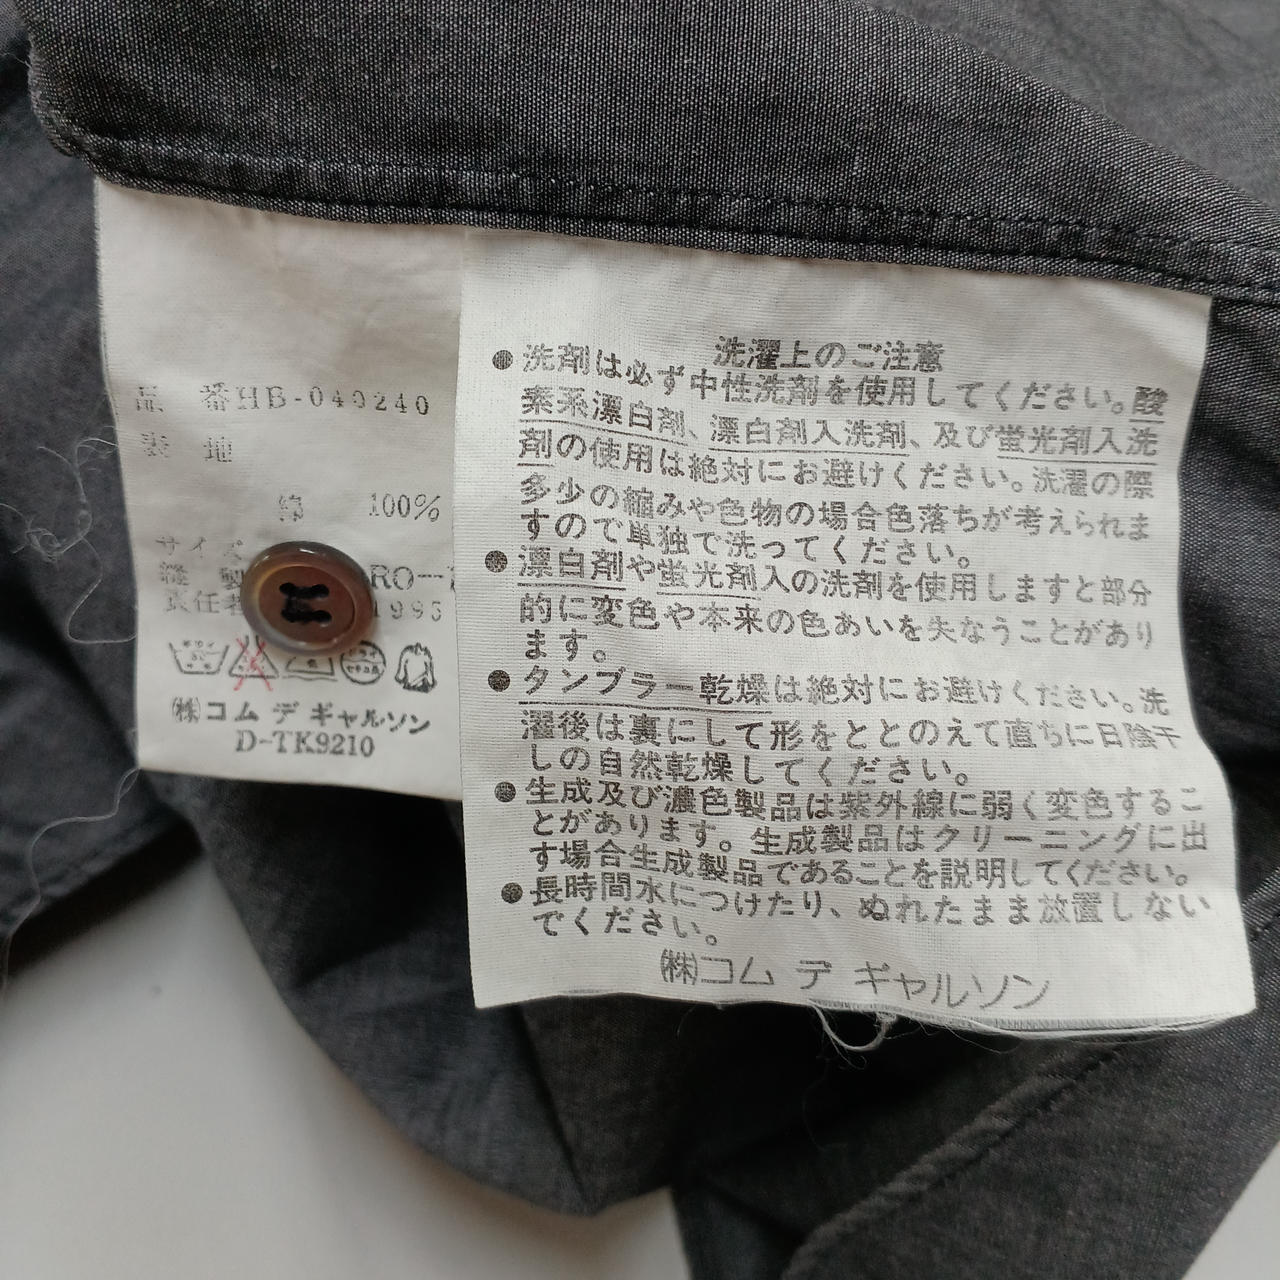 品 番 HB-040240
表 地
綿 100%
サイズ
縫 製 RO-
責任者 1995
㈱コム デ ギャルソン
D-TK9210
洗濯上のご注意
●洗剤は必ず中性洗剤を使用してください。酸
素系漂白剤、漂白剤入洗剤、及び蛍光剤入洗
剤の使用は絶対にお避けください。洗濯の際
多少の縮みや色物の場合色落ちが考えられま
すので単独で洗ってください。
●漂白剤や蛍光剤入の洗剤を使用しますと部分
的に変色や本来の色あいを失なうことがあり
ます。
●タンブラー乾燥は絶対にお避けください。洗
濯後は裏にして形をととのえて直ちに日陰干
しの自然乾燥してください。
●生成及び濃色製品は紫外線に弱く変色するこ
とがあります。生成製品はクリーニングに出
す場合生成製品であることを説明してください。
●長時間水につけたり、ぬれたまま放置しない
でください。
㈱コム デ ギャルソン